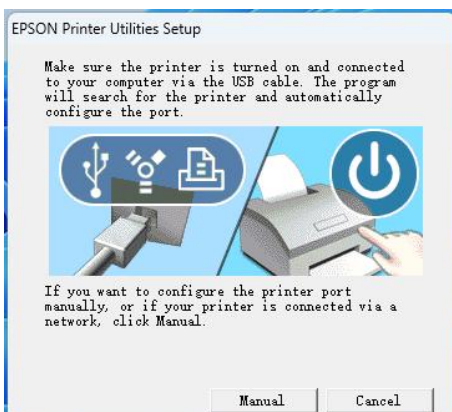 EPSON Printer Utilities Setup
Make sure the printer is turned on and connected
to your computer via the USB cable. The program
will search for the printer and automatically
configure the port.
If you want to configure the printer port
manually, or if your printer is connected via a
network, click Manual.
Manual
Cancel